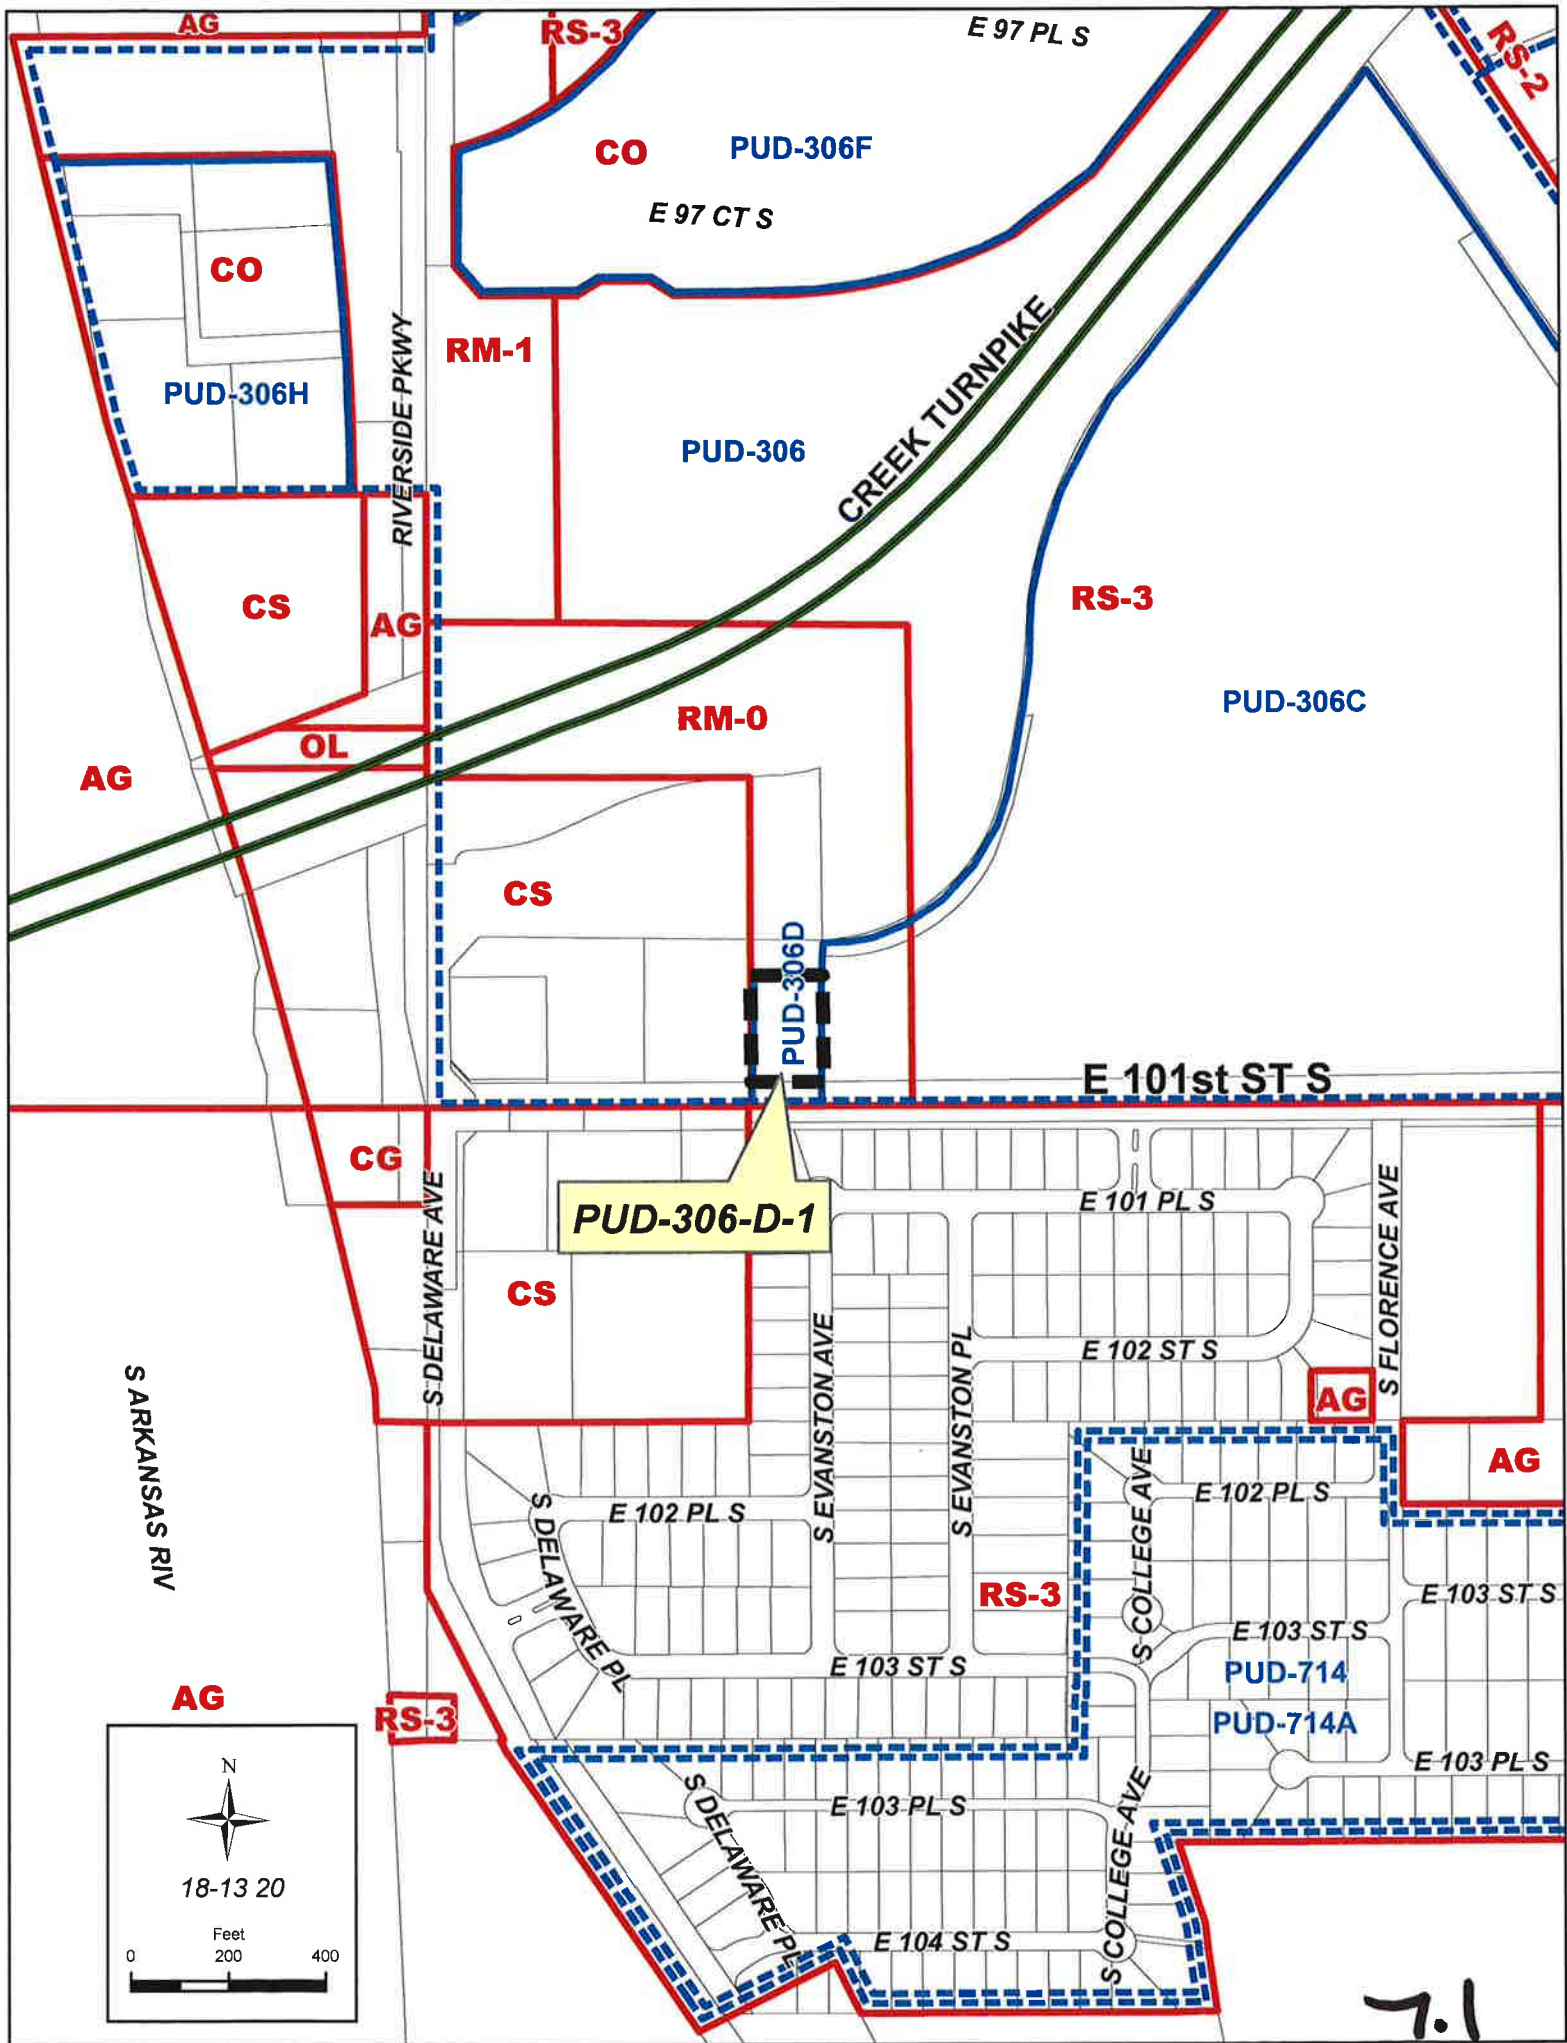 AG
RS-3
E 97 PL S
RS-2
CO
PUD-306F
E 97 CT S
CO
PUD-306H
RIVERSIDE PKWY
RM-1
PUD-306
CREEK TURNPIKE
CS
AG
RS-3
PUD-306C
RM-0
OL
AG
CS
PUD-306D
E 101st ST S
CG
PUD-306-D-1
E 101 PL S
S DELAWARE AVE
CS
S EVANSTON AVE
S EVANSTON PL
E 102 ST S
S FLORENCE AVE
AG
S ARKANSAS RIV
AG
S DELAWARE PL
E 102 PL S
S COLLEGE AVE
E 102 PL S
RS-3
E 103 ST S
E 103 ST S
E 103 ST S
PUD-714
PUD-714A
AG
RS-3
E 103 PL S
S DELAWARE PL
E 103 PL S
S COLLEGE AVE
E 104 ST S
N
18-13 20
Feet
0 200 400
7.1